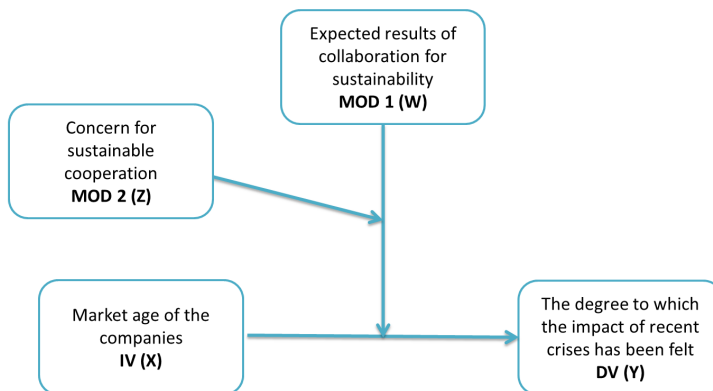 Expected results of
collaboration for
sustainability
MOD 1 (W)
Concern for
sustainable
cooperation
MOD 2 (Z)
Market age of the
companies
IV (X)
The degree to which
the impact of recent
crises has been felt
DV (Y)